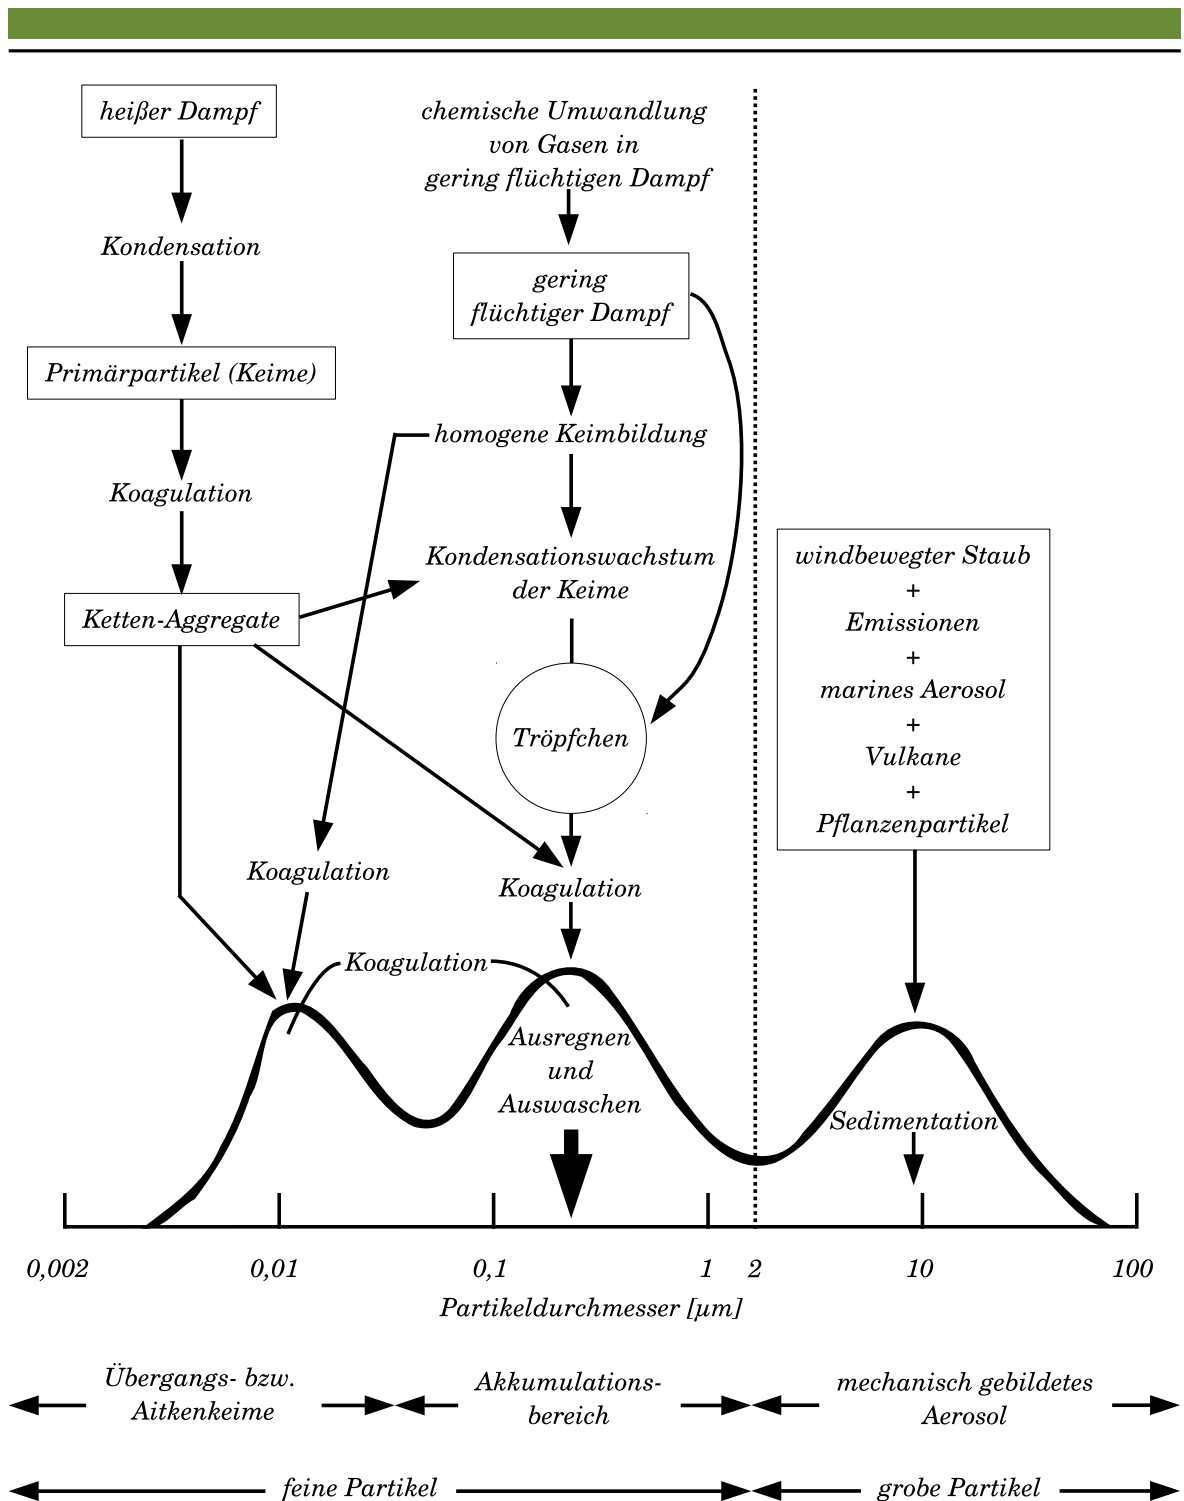 heißer Dampf
Kondensation
Primärpartikel (Keime)
Koagulation
Ketten-Aggregate
chemische Umwandlung
von Gasen in
gering flüchtigen Dampf
gering
flüchtiger Dampf
homogene Keimbildung
Kondensationswachstum
der Keime
Tröpfchen
Koagulation
Koagulation
Koagulation
Ausregnen
und
Auswaschen
windbewegter Staub
+
Emissionen
+
marines Aerosol
+
Vulkane
+
Pflanzenpartikel
Sedimentation
0,002 0,01 0,1 1 2 10 100
Partikeldurchmesser [µm]
Übergangs- bzw.
Aitkenkeime
Akkumulations-
bereich
mechanisch gebildetes
Aerosol
feine Partikel
grobe Partikel